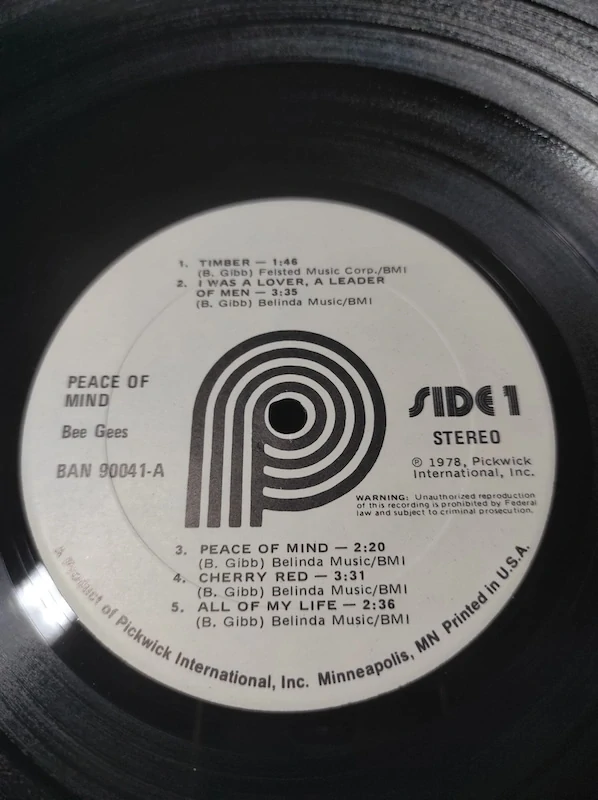 1. TIMBER — 1:46
(B. Gibb) Felsted Music Corp./BMI
2. I WAS A LOVER, A LEADER
OF MEN — 3:35
(B. Gibb) Belinda Music/BMI
PEACE OF
MIND
Bee Gees
BAN 90041-A
SIDE 1
STEREO
℗ 1978, Pickwick
International, Inc.
WARNING: Unauthorized reproduction
of this recording is prohibited by Federal
law and subject to criminal prosecution.
3. PEACE OF MIND — 2:20
(B. Gibb) Belinda Music/BMI
4. CHERRY RED — 3:31
(B. Gibb) Belinda Music/BMI
5. ALL OF MY LIFE — 2:36
(B. Gibb) Belinda Music/BMI
A Product of Pickwick International, Inc. Minneapolis, MN Printed in U.S.A.